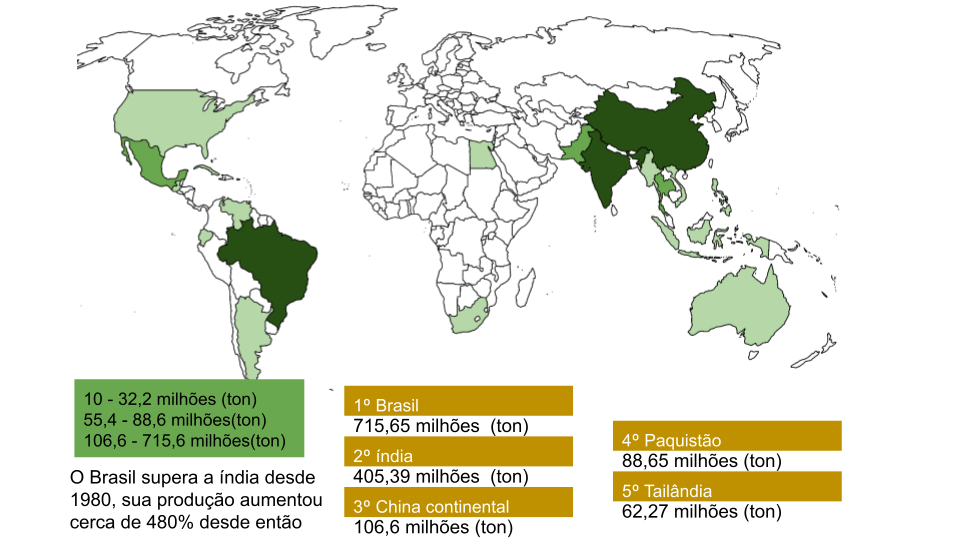 10 - 32,2 milhões (ton)
55,4 - 88,6 milhões(ton)
106,6 - 715,6 milhões(ton)
O Brasil supera a índia desde
1980, sua produção aumentou
cerca de 480% desde então
1º Brasil
715,65 milhões  (ton)
2º índia
405,39 milhões  (ton)
3º China continental
106,6 milhões (ton)
4º Paquistão
88,65 milhões (ton)
5º Tailândia
62,27 milhões (ton)